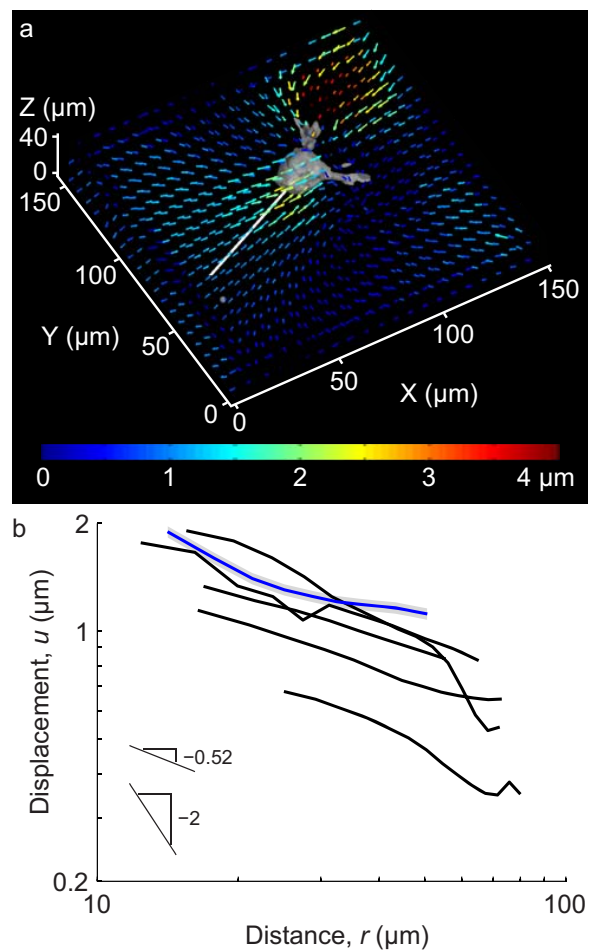 a
Z (µm)
40
0
150
100
Y (µm)
50
0
0
50
X (µm)
100
150
0 1 2 3 4 µm
b
2
1
0.2
Displacement, u (µm)
−0.52
−2
10
100
Distance, r (µm)